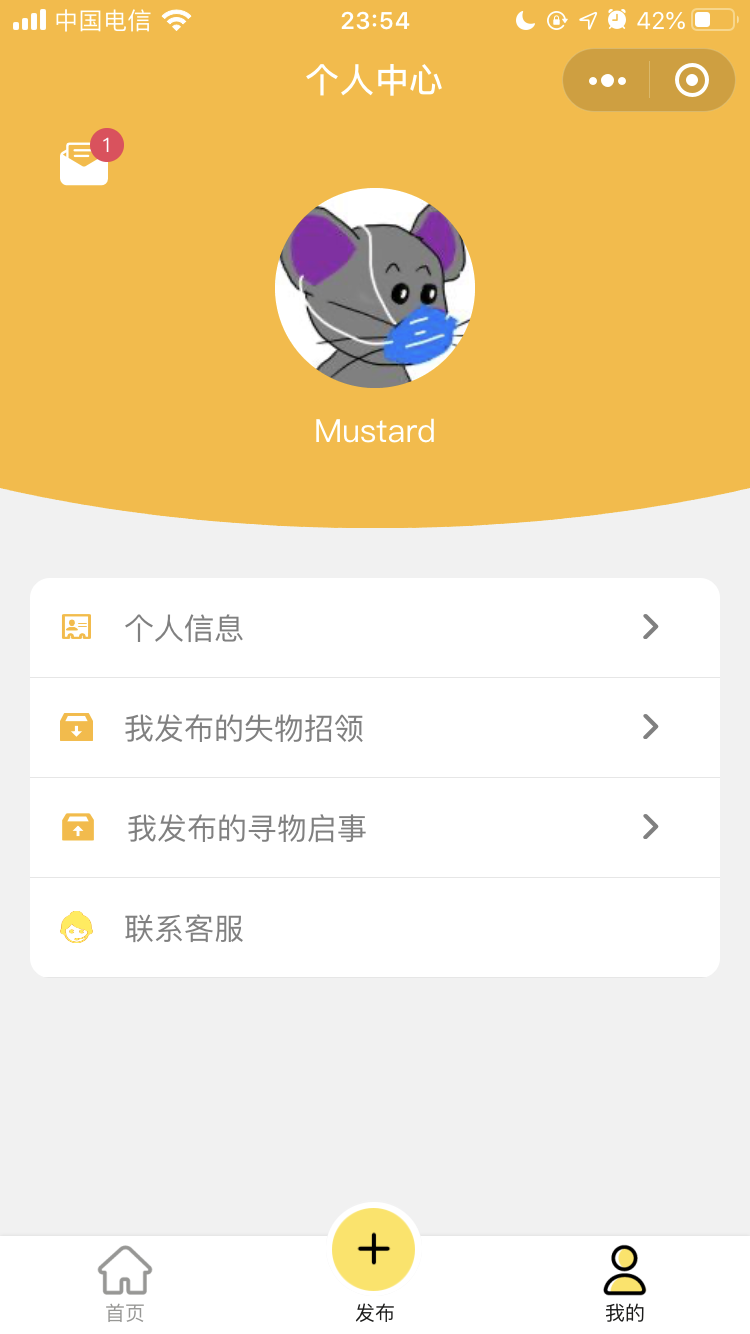 中国电信
23:54
42%
个人中心
1
Mustard
个人信息
我发布的失物招领
我发布的寻物启事
联系客服
首页
发布
我的